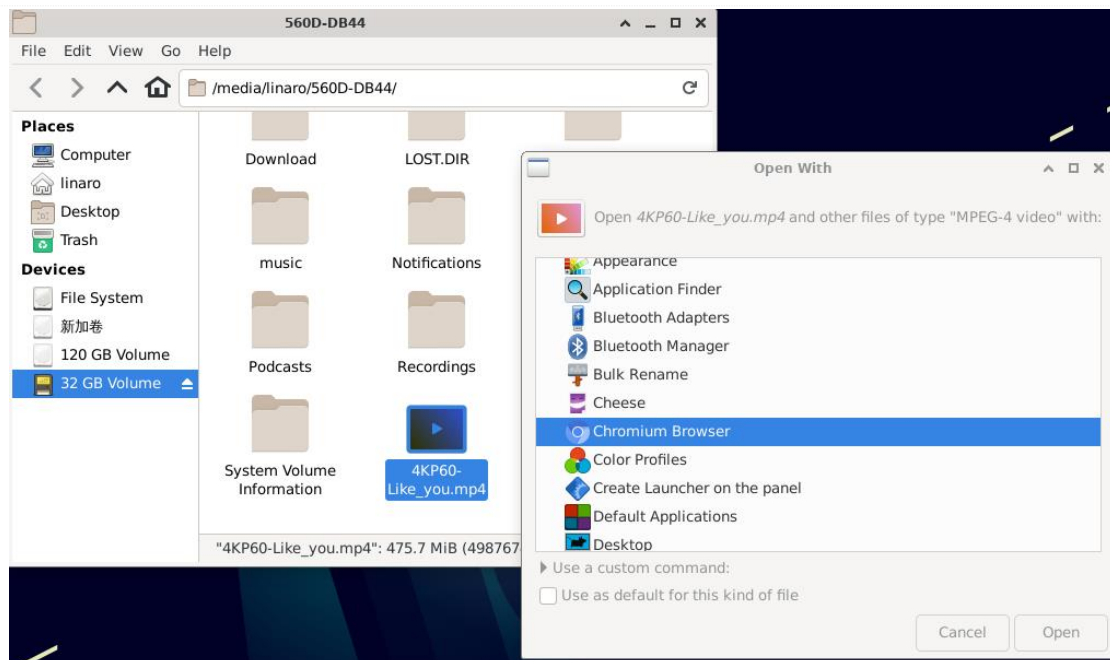 560D-DB44
File Edit View Go Help
/media/linaro/560D-DB44/
Places
Computer
linaro
Desktop
Trash
Devices
File System
新加卷
120 GB Volume
32 GB Volume
Download
LOST.DIR
music
Notifications
Podcasts
Recordings
System Volume
Information
4KP60-
Like_you.mp4
"4KP60-Like_you.mp4": 475.7 MiB (498767
Open With
Open 4KP60-Like_you.mp4 and other files of type "MPEG-4 video" with:
Appearance
Application Finder
Bluetooth Adapters
Bluetooth Manager
Bulk Rename
Cheese
Chromium Browser
Color Profiles
Create Launcher on the panel
Default Applications
Desktop
Use a custom command:
Use as default for this kind of file
Cancel
Open